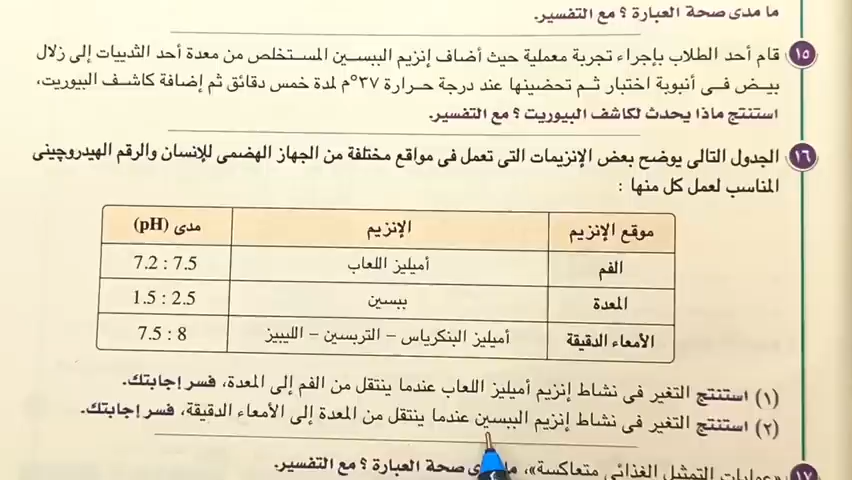 ما مدى صحة العبارة ؟ مع التفسير.
١٥ قام أحد الطلاب بإجراء تجربة معملية حيث أضاف إنزيم الببسين المستخلص من معدة أحد الثدييات إلى زلال
بيض فى أنبوبة اختبار ثم تحضينها عند درجة حرارة ٣٧°م لمدة خمس دقائق ثم إضافة كاشف البيوريت،
استنتج ماذا يحدث لكاشف البيوريت ؟ مع التفسير.
١٦ الجدول التالى يوضح بعض الإنزيمات التى تعمل فى مواقع مختلفة من الجهاز الهضمى للإنسان والرقم الهيدروچينى
المناسب لعمل كل منها :
موقع الإنزيم الإنزيم مدى (pH)
الفم أميليز اللعاب 7.2 : 7.5
المعدة ببسين 1.5 : 2.5
الأمعاء الدقيقة أميليز البنكرياس – التربسين – الليبيز 7.5 : 8
(١) استنتج التغير فى نشاط إنزيم أميليز اللعاب عندما ينتقل من الفم إلى المعدة، فسر إجابتك.
(٢) استنتج التغير فى نشاط إنزيم الببسين عندما ينتقل من المعدة إلى الأمعاء الدقيقة، فسر إجابتك.
١٧ «عمليات التمثيل الغذائى متعاكسة»، صحة العبارة ؟ مع التفسير.